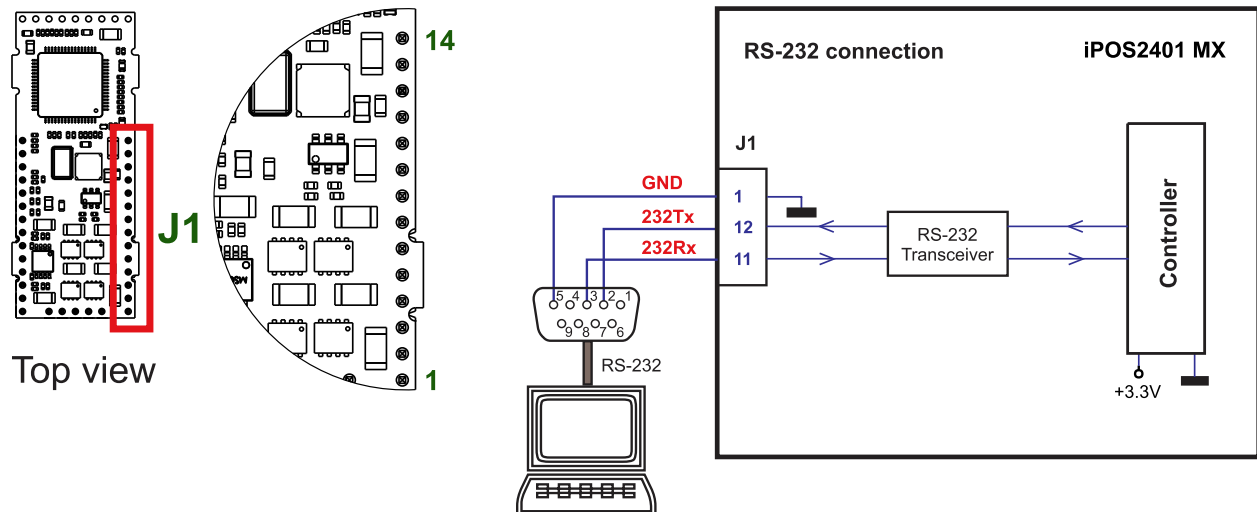 J1
Top view
14
1
RS-232 connection
iPOS2401 MX
J1
GND
1
232Tx
12
232Rx
11
RS-232
Transceiver
Controller
+3.3V
5 4 3 2 1
9 8 7 6
RS-232